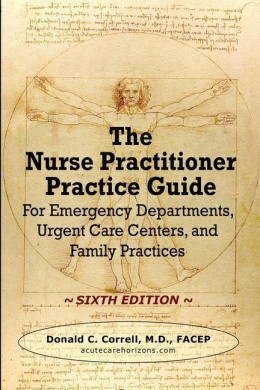 The
Nurse Practitioner
Practice Guide
For Emergency Departments,
Urgent Care Centers, and
Family Practices
~ SIXTH EDITION ~
Donald C. Correll, M.D., FACEP
acutecarehorizons.com